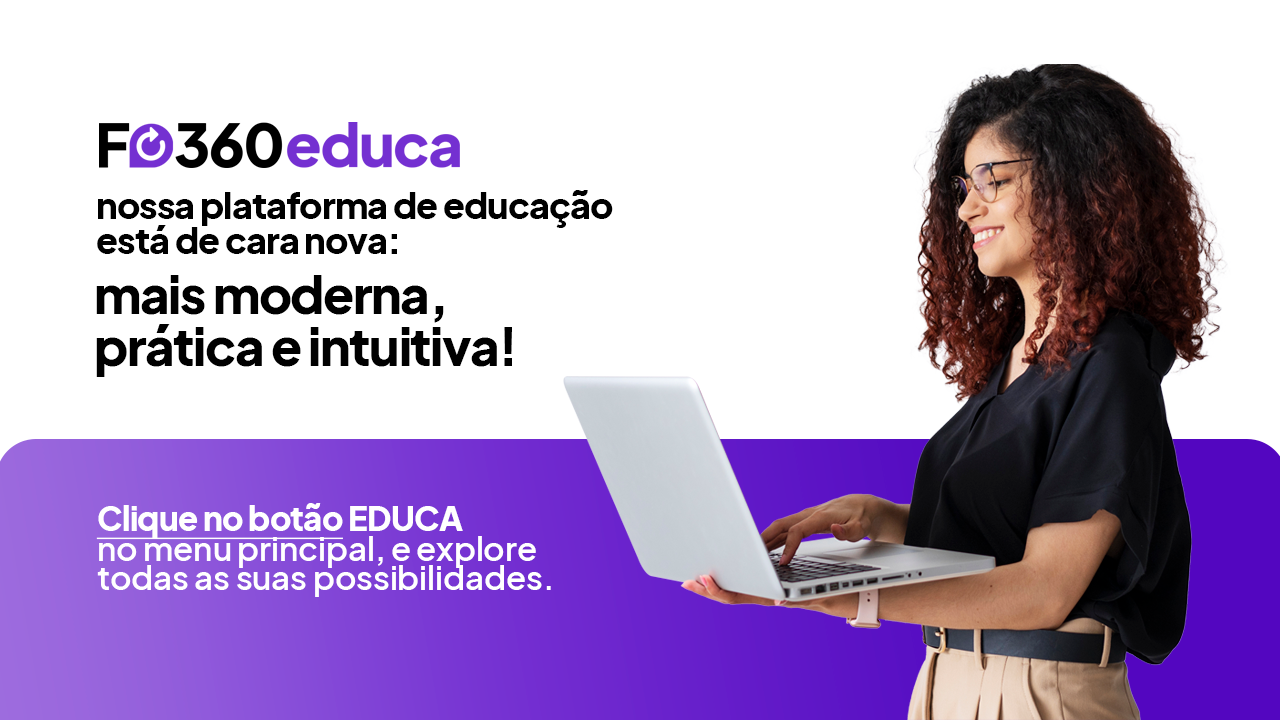 FO360educa
nossa plataforma de educação
está de cara nova:
mais moderna,
prática e intuitiva!
Clique no botão EDUCA
no menu principal, e explore
todas as suas possibilidades.